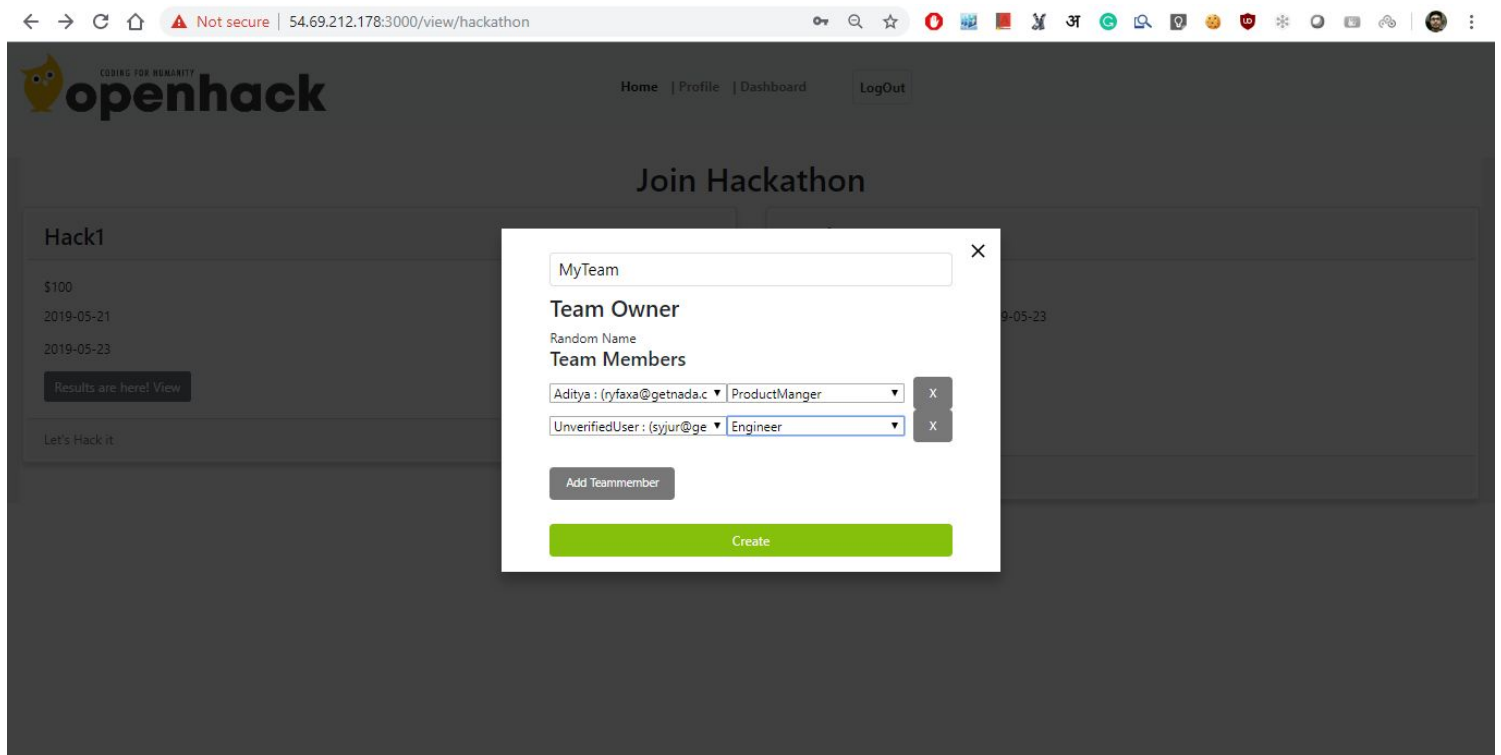 Not secure | 54.69.212.178:3000/view/hackathon
CODING FOR HUMANITY
openhack
Home | Profile | Dashboard LogOut
Join Hackathon
Hack1
$100
2019-05-21
9-05-23
2019-05-23
Results are here! View
Let's Hack it
MyTeam
Team Owner
Random Name
Team Members
Aditya : (ryfaxa@getnada.c ProductManger X
UnverifiedUser : (syjur@ge Engineer X
Add Teammember
Create